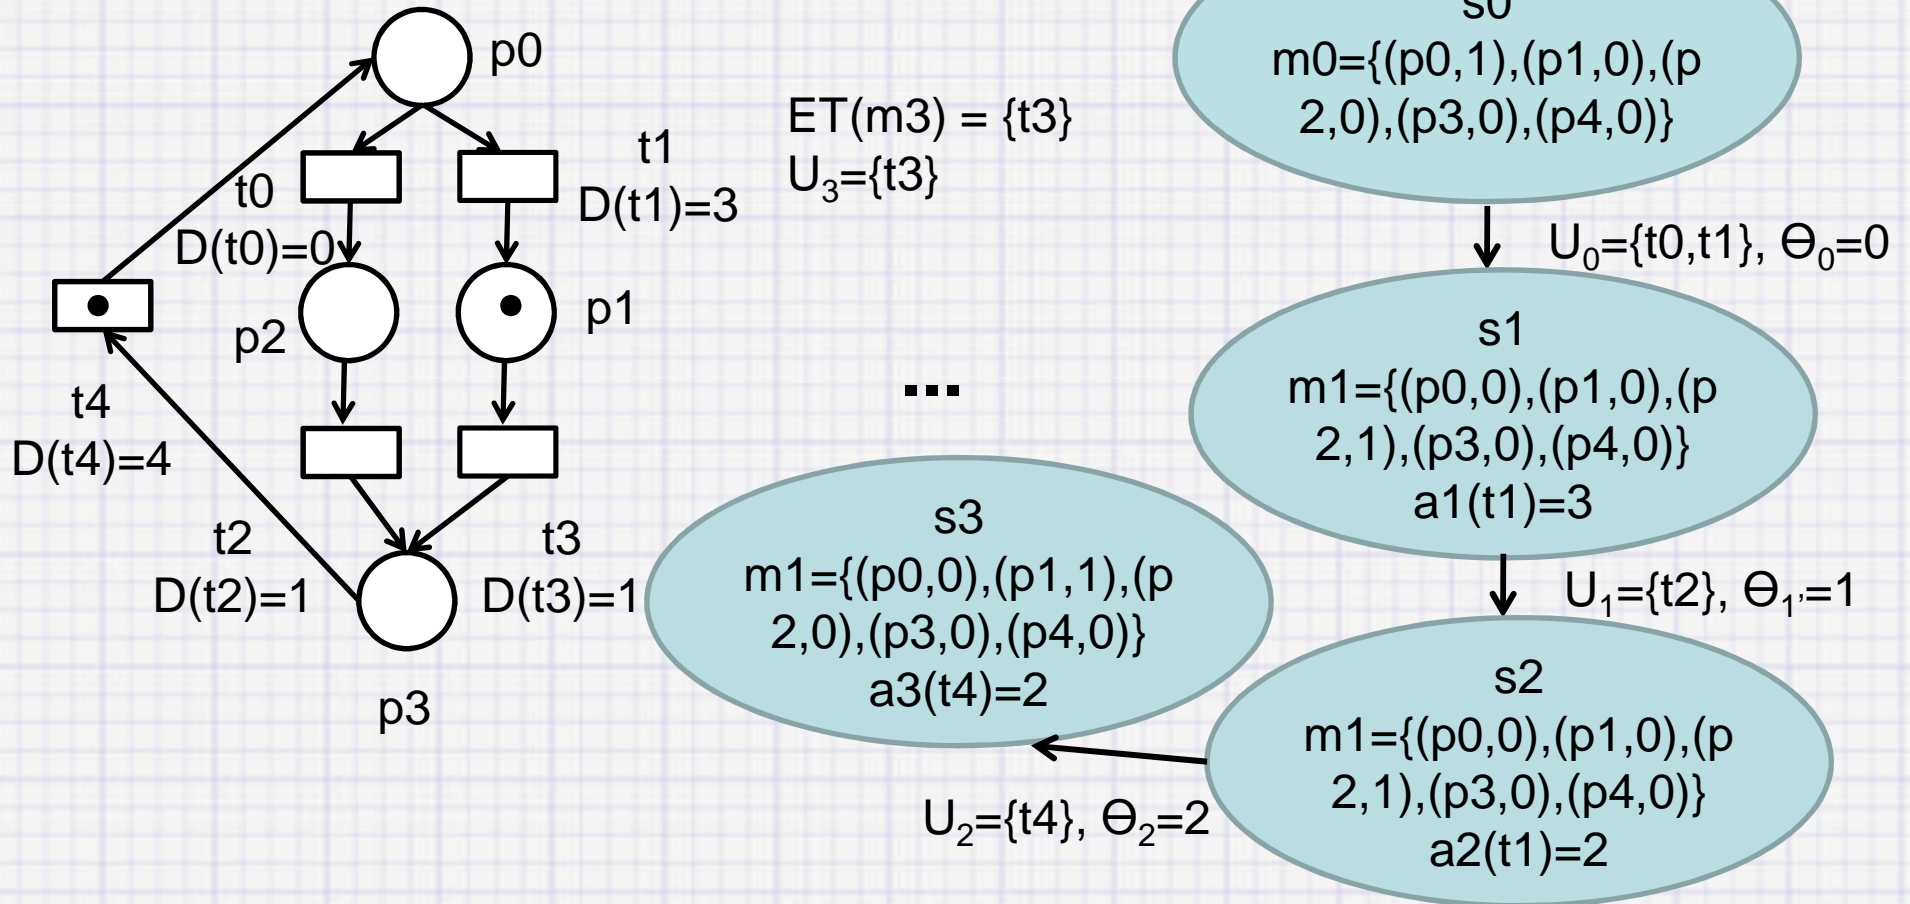 p0
t1
D(t1)=3
t0
D(t0)=0
p2
p1
t4
D(t4)=4
t2
D(t2)=1
t3
D(t3)=1
p3
ET(m3) = {t3}
U3={t3}
...
s0
m0={(p0,1),(p1,0),(p
2,0),(p3,0),(p4,0)}
U0={t0,t1}, ϴ0=0
s1
m1={(p0,0),(p1,0),(p
2,1),(p3,0),(p4,0)}
a1(t1)=3
U1={t2}, ϴ1,=1
s2
m1={(p0,0),(p1,0),(p
2,1),(p3,0),(p4,0)}
a2(t1)=2
U2={t4}, ϴ2=2
s3
m1={(p0,0),(p1,1),(p
2,0),(p3,0),(p4,0)}
a3(t4)=2